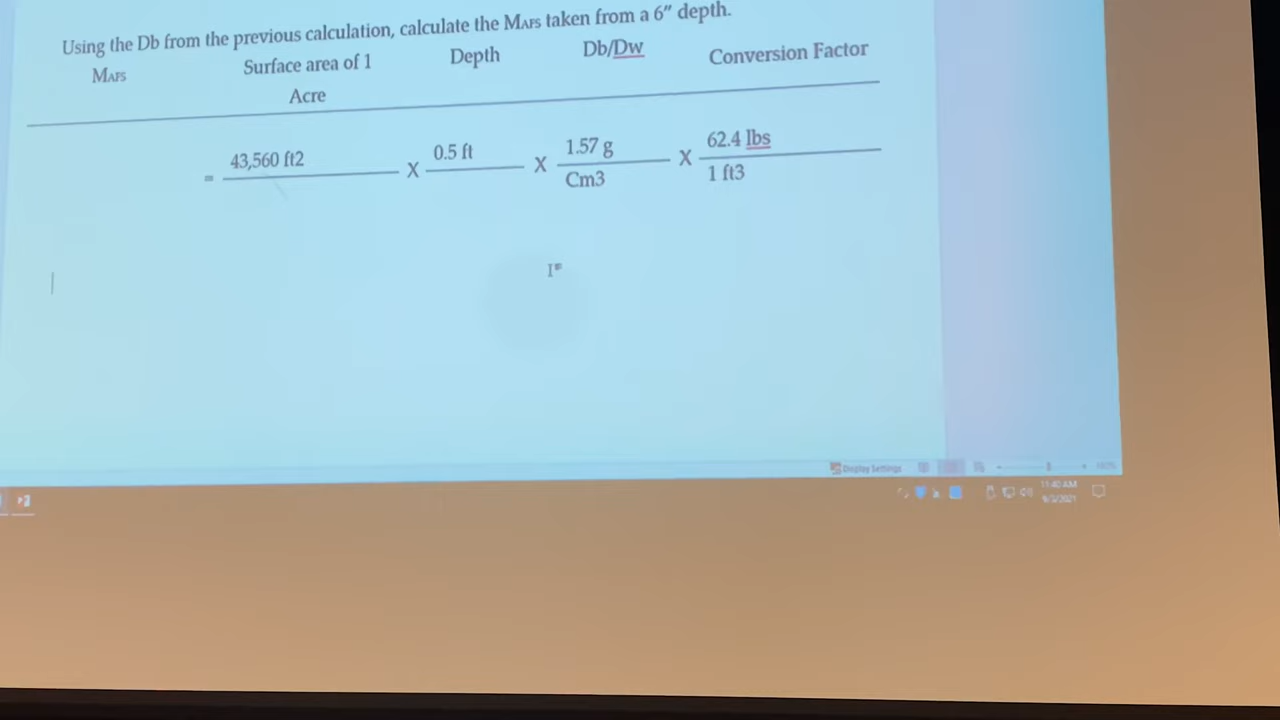 Using the Db from the previous calculation, calculate the MAFS taken from a 6″ depth.
MAFS Surface area of 1 Acre Depth Db/Dw Conversion Factor
= 43,560 ft2 X 0.5 ft X 1.57 g X 62.4 lbs
Cm3 1 ft3
Display Settings
11:40 AM
9/3/2021